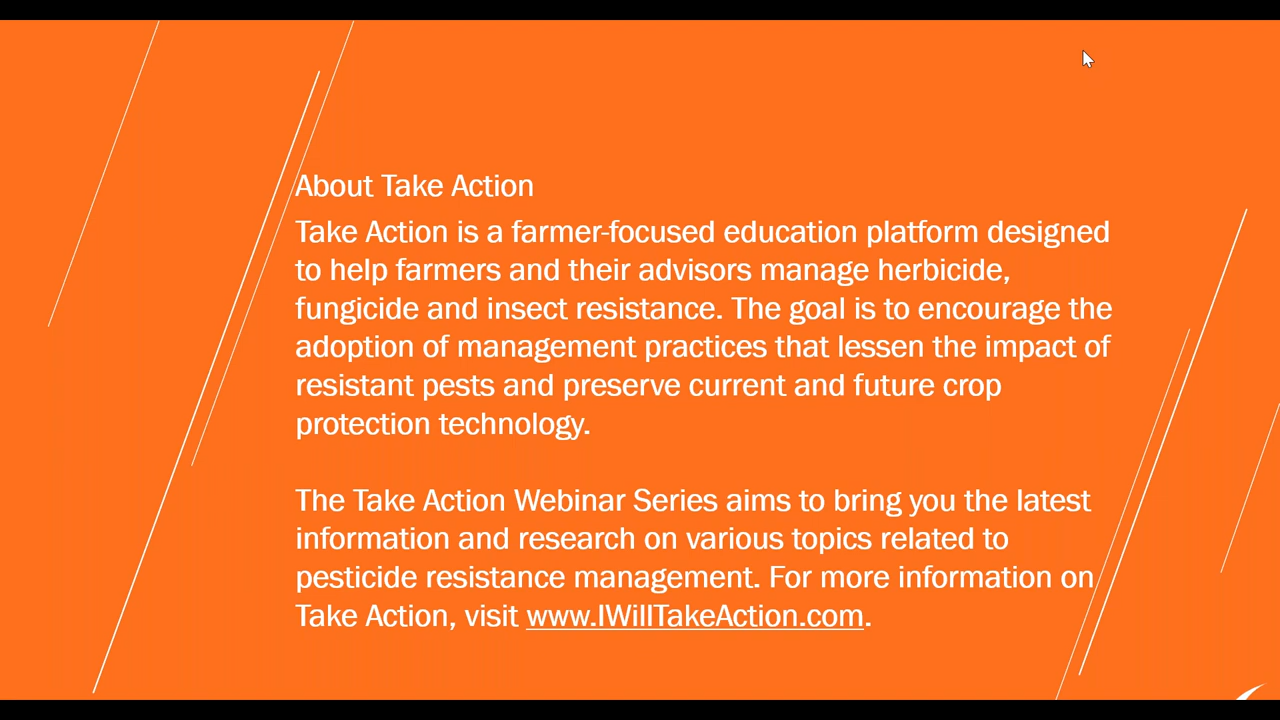 About Take Action
Take Action is a farmer-focused education platform designed
to help farmers and their advisors manage herbicide,
fungicide and insect resistance. The goal is to encourage the
adoption of management practices that lessen the impact of
resistant pests and preserve current and future crop
protection technology.
The Take Action Webinar Series aims to bring you the latest
information and research on various topics related to
pesticide resistance management. For more information on
Take Action, visit www.IWillTakeAction.com.